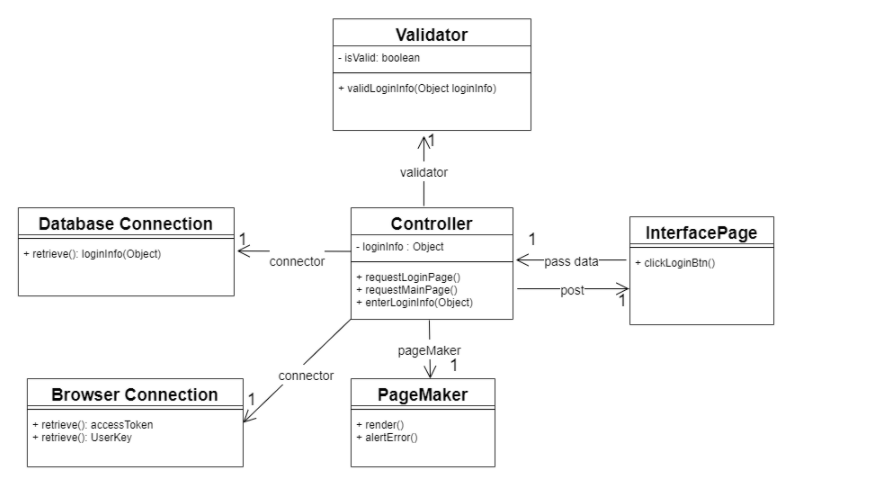 Validator
- isValid: boolean
+ validLoginInfo(Object loginInfo)
1
validator
Database Connection
+ retrieve(): loginInfo(Object)
1
connector
Controller
- loginInfo : Object
+ requestLoginPage()
+ requestMainPage()
+ enterLoginInfo(Object)
1
pass data
post
1
InterfacePage
+ clickLoginBtn()
connector
1
pageMaker
1
Browser Connection
+ retrieve(): accessToken
+ retrieve(): UserKey
PageMaker
+ render()
+ alertError()